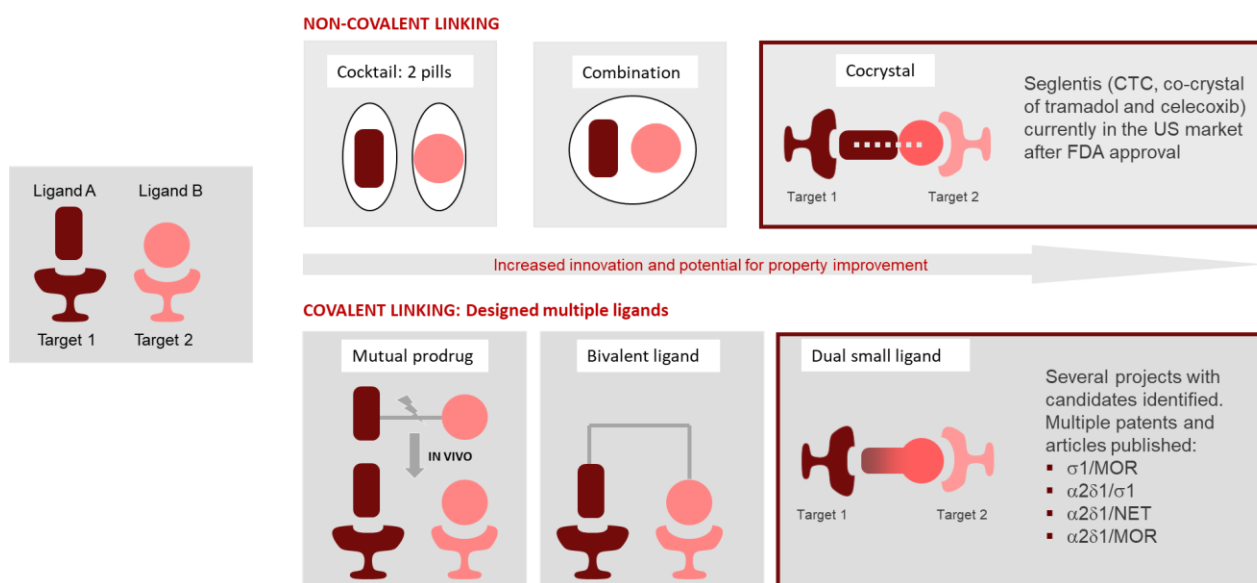 NON-COVALENT LINKING
Cocktail: 2 pills
Combination
Cocrystal
Seglentis (CTC, co-crystal
of tramadol and celecoxib)
currently in the US market
after FDA approval
Target 1
Target 2
Ligand A
Ligand B
Target 1
Target 2
Increased innovation and potential for property improvement
COVALENT LINKING: Designed multiple ligands
Mutual prodrug
IN VIVO
Bivalent ligand
Dual small ligand
Target 1
Target 2
Several projects with
candidates identified.
Multiple patents and
articles published:
▪ σ1/MOR
▪ α2δ1/σ1
▪ α2δ1/NET
▪ α2δ1/MOR